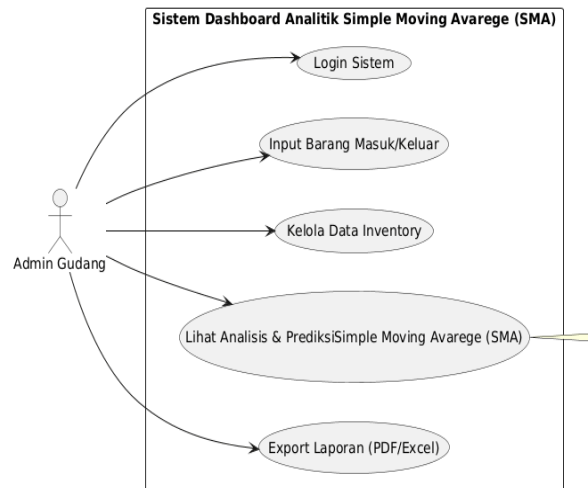 Sistem Dashboard Analitik Simple Moving Avarege (SMA)
Login Sistem
Input Barang Masuk/Keluar
Kelola Data Inventory
Admin Gudang
Lihat Analisis & PrediksiSimple Moving Avarege (SMA)
Export Laporan (PDF/Excel)